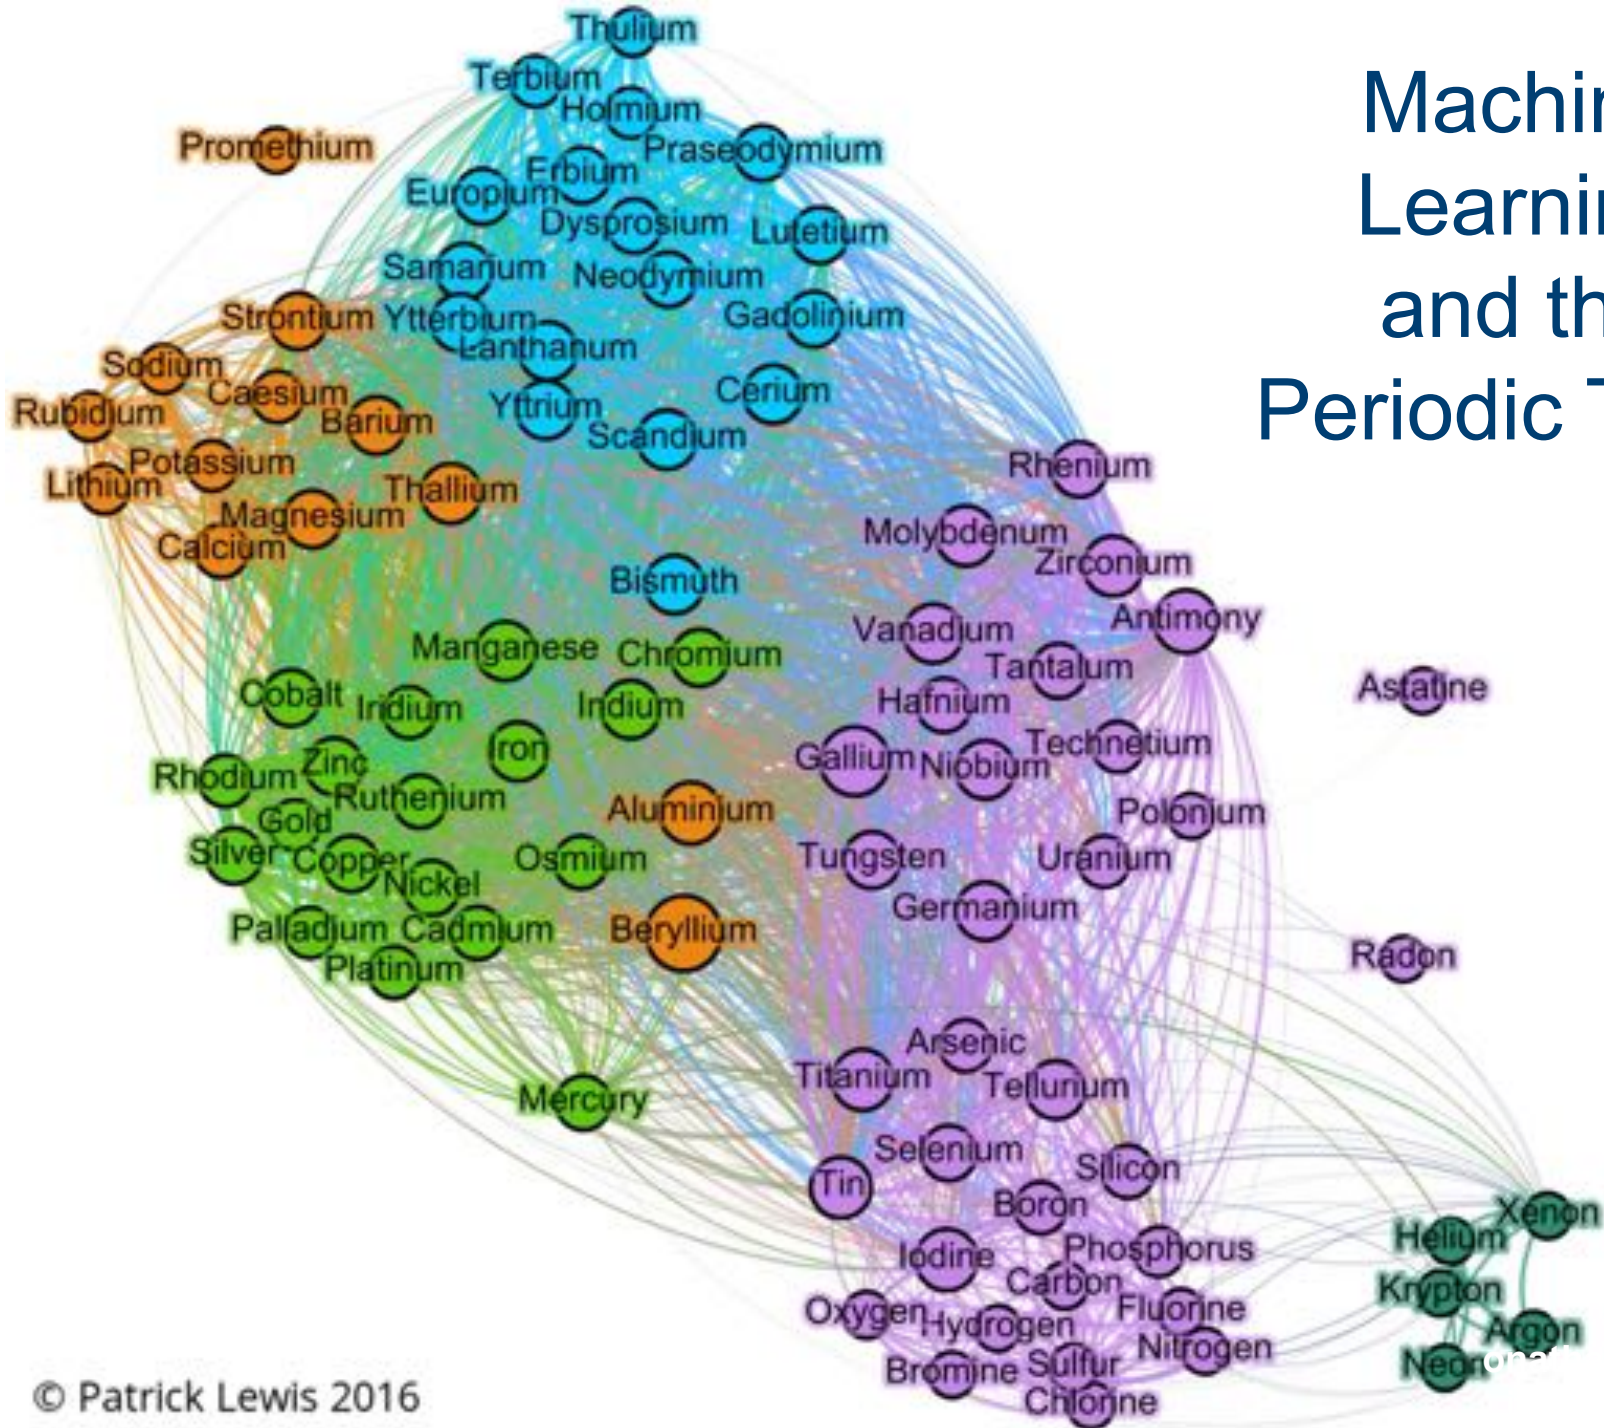 Machin
Learnin
and th
Periodic T
Thulium
Terbium
Holmium
Promethium
Praseodymium
Erbium
Europium
Dysprosium
Lutetium
Samarium
Neodymium
Strontium
Ytterbium
Gadolinium
Lanthanum
Sodium
Caesium
Cerium
Rubidium
Barium
Yttrium
Scandium
Potassium
Lithium
Thallium
Rhenium
Magnesium
Calcium
Molybdenum
Zirconium
Bismuth
Antimony
Manganese
Chromium
Vanadium
Tantalum
Astatine
Cobalt
Iridium
Indium
Hafnium
Iron
Technetium
Rhodium
Zinc
Gallium
Niobium
Ruthenium
Aluminium
Polonium
Gold
Silver
Copper
Osmium
Tungsten
Uranium
Nickel
Germanium
Palladium
Cadmium
Beryllium
Radon
Platinum
Arsenic
Titanium
Tellurium
Mercury
Selenium
Silicon
Tin
Boron
Xenon
Helium
Iodine
Phosphorus
Carbon
Krypton
Oxygen
Hydrogen
Fluorine
Argon
Nitrogen
Bromine
Sulfur
Neon
Chlorine
© Patrick Lewis 2016